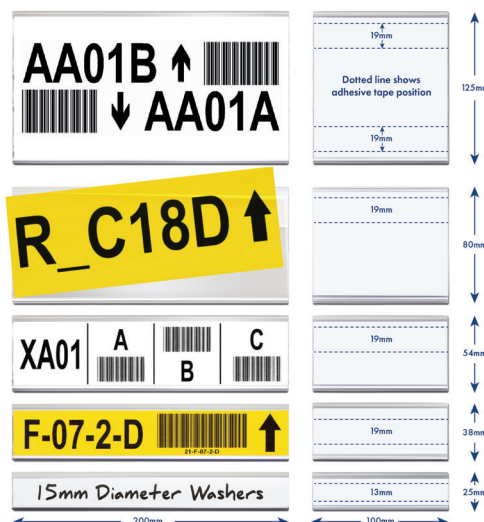 AA01B
AA01A
19mm
Dotted line shows
adhesive tape position
19mm
125mm
R_C18D
19mm
80mm
XA01
A
B
C
19mm
54mm
F-07-2-D
21-F-07-2-D
19mm
38mm
15mm Diameter Washers
13mm
25mm
200mm
100mm